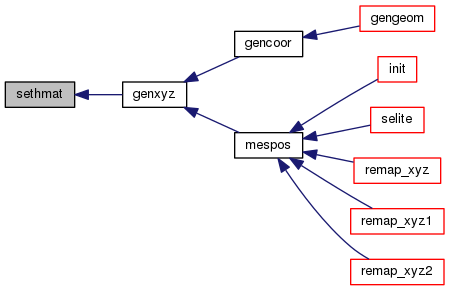 sethmat
genxyz
gencoor
gengeom
mespos
init
selite
remap_xyz
remap_xyz1
remap_xyz2